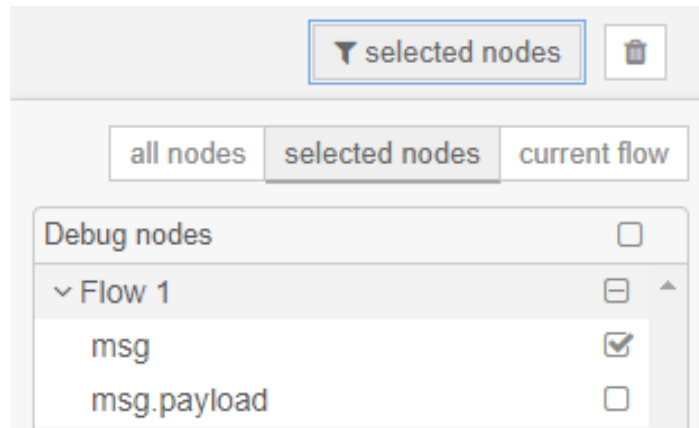 selected nodes
all nodes selected nodes current flow
Debug nodes
Flow 1
msg
msg.payload